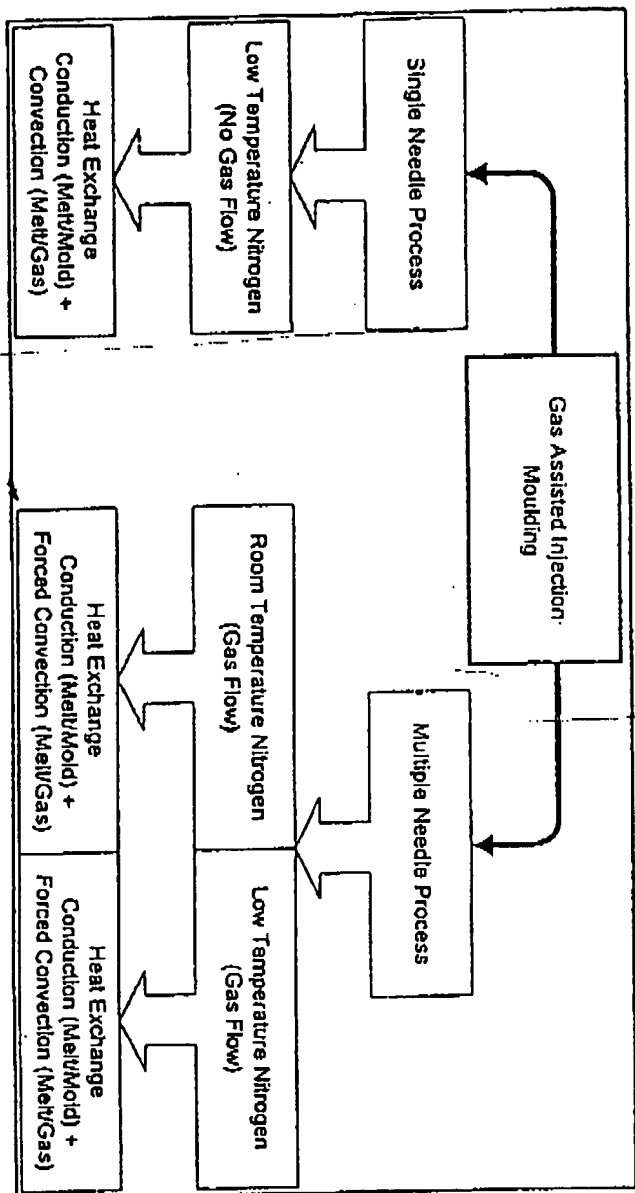 Gas Assisted Injection
Moulding
Single Needle Process
Multiple Needle Process
Low Temperature Nitrogen
(No Gas Flow)
Room Temperature Nitrogen
(Gas Flow)
Low Temperature Nitrogen
(Gas Flow)
Heat Exchange
Conduction (Melt/Mold) +
Convection (Melt/Gas)
Heat Exchange
Conduction (Melt/Mold) +
Forced Convection (Melt/Gas)
Heat Exchange
Conduction (Melt/Mold) +
Forced Convection (Melt/Gas)